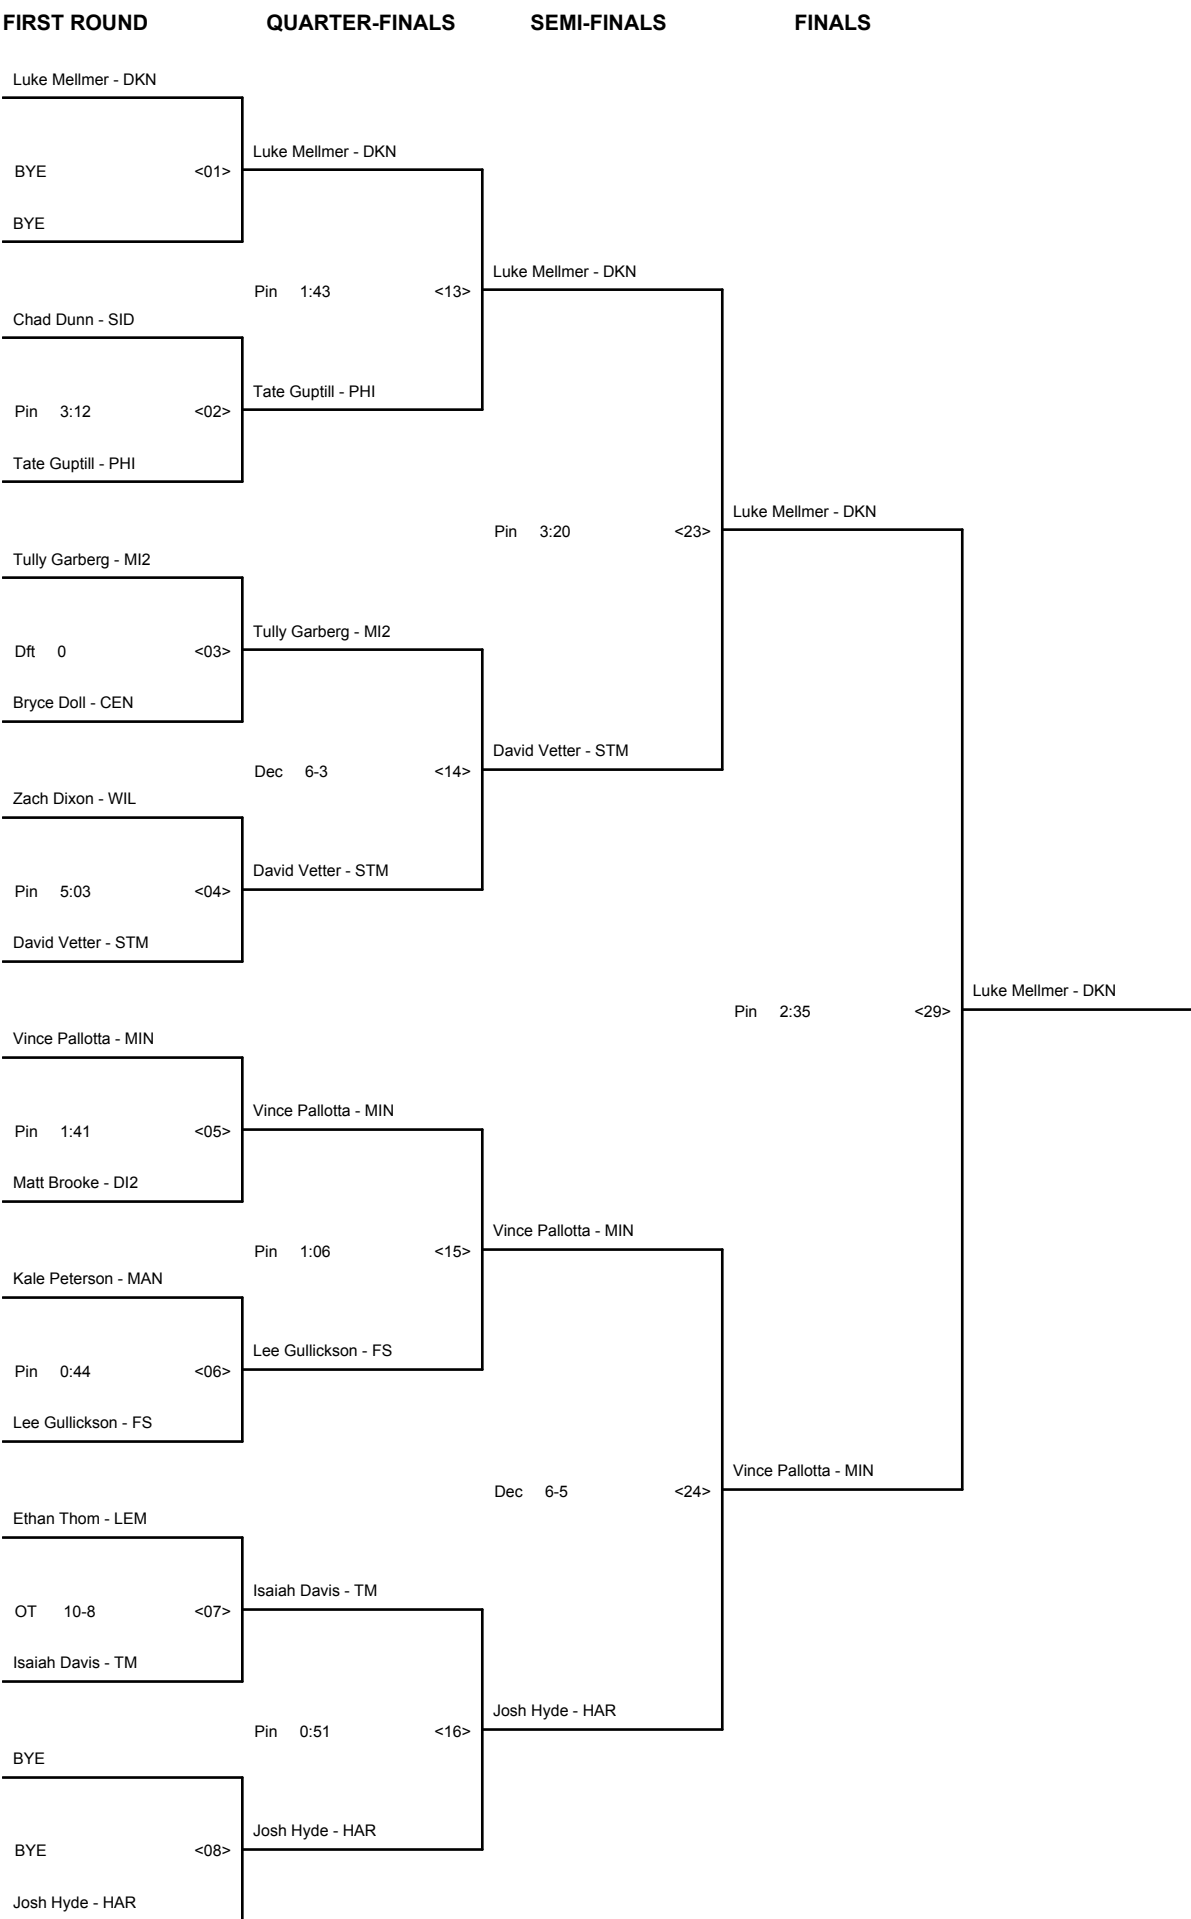 FIRST ROUND QUARTER-FINALS SEMI-FINALS FINALS
Luke Mellmer - DKN
BYE <01>
BYE
Chad Dunn - SID
Pin 3:12 <02>
Tate Guptill - PHI
Tully Garberg - MI2
Dft 0 <03>
Bryce Doll - CEN
Zach Dixon - WIL
Pin 5:03 <04>
David Vetter - STM
Vince Pallotta - MIN
Pin 1:41 <05>
Matt Brooke - DI2
Kale Peterson - MAN
Pin 0:44 <06>
Lee Gullickson - FS
Ethan Thom - LEM
OT 10-8 <07>
Isaiah Davis - TM
BYE
BYE <08>
Josh Hyde - HAR
Luke Mellmer - DKN
Pin 1:43 <13>
Tate Guptill - PHI
Tully Garberg - MI2
Dec 6-3 <14>
David Vetter - STM
Vince Pallotta - MIN
Pin 1:06 <15>
Lee Gullickson - FS
Isaiah Davis - TM
Pin 0:51 <16>
Josh Hyde - HAR
Luke Mellmer - DKN
Pin 3:20 <23>
David Vetter - STM
Vince Pallotta - MIN
Dec 6-5 <24>
Josh Hyde - HAR
Luke Mellmer - DKN
Pin 2:35 <29>
Vince Pallotta - MIN
Luke Mellmer - DKN